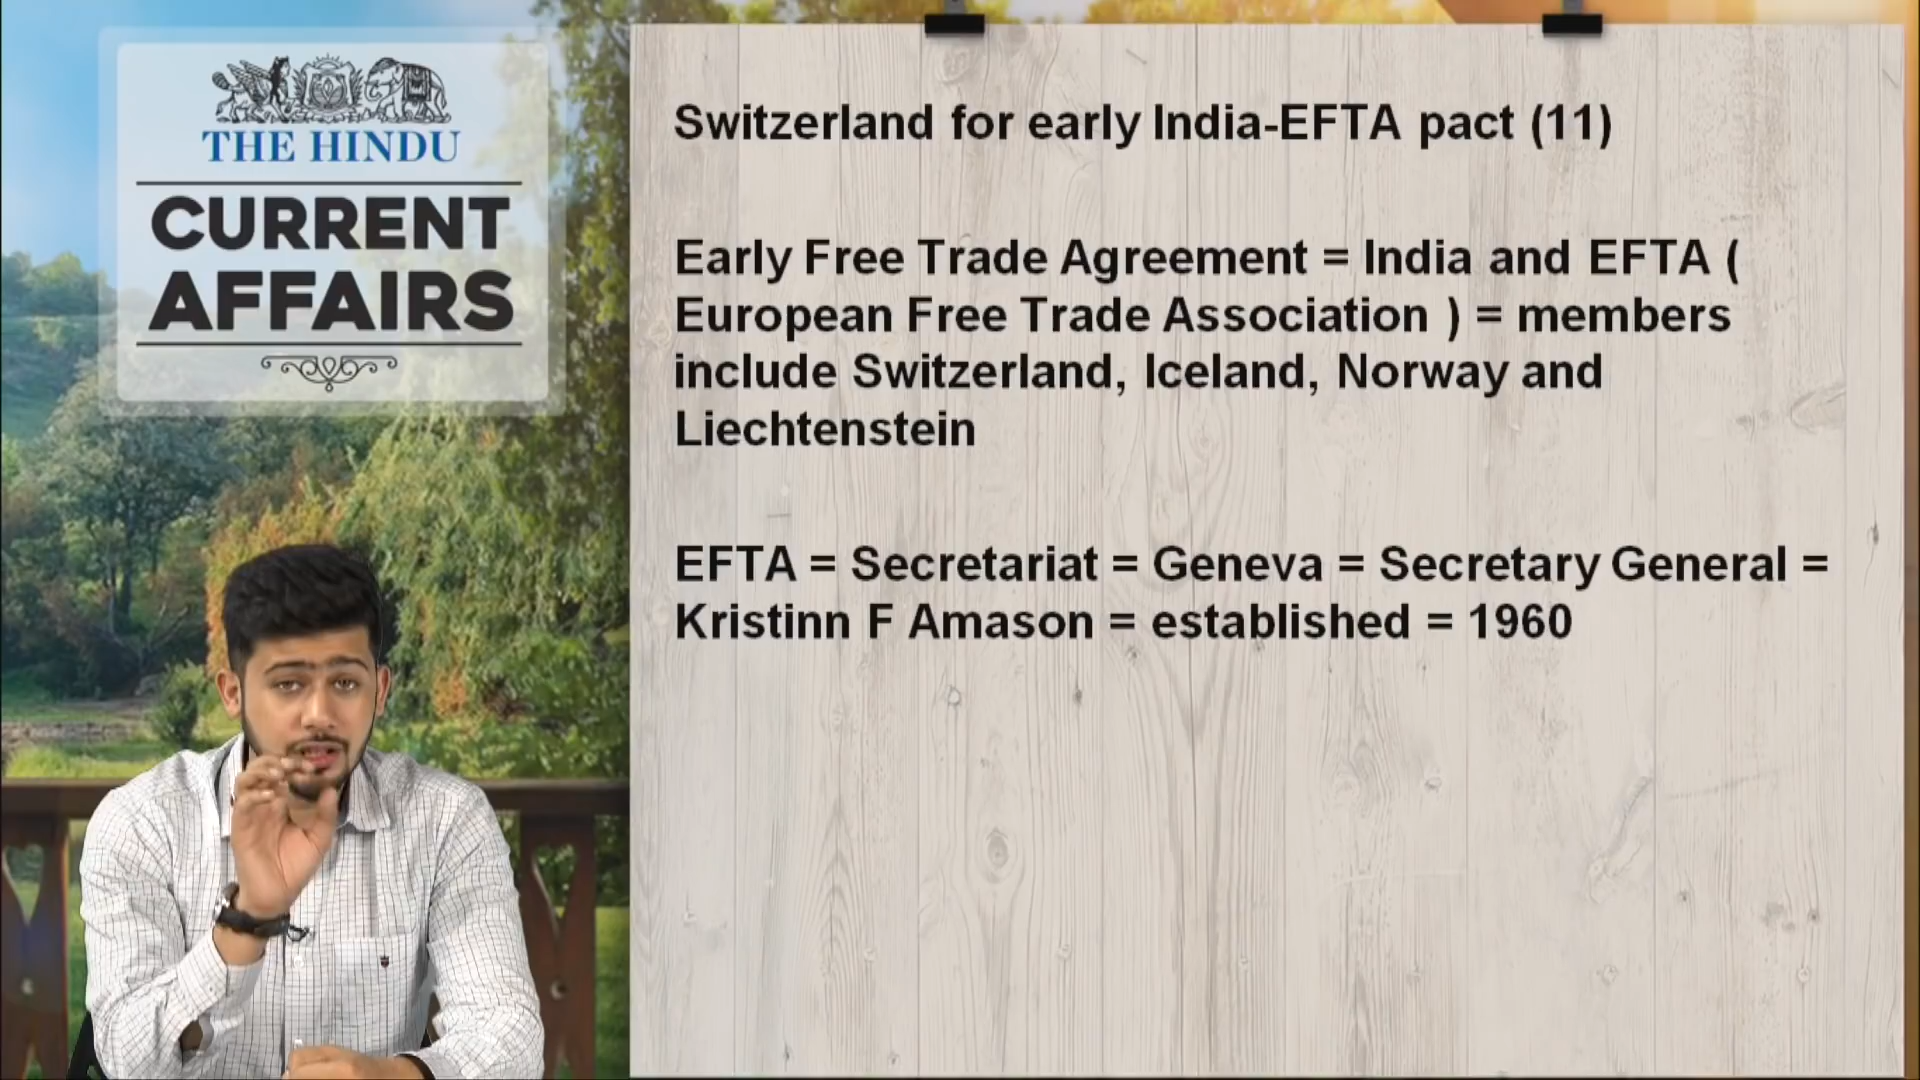 THE HINDU
CURRENT
AFFAIRS
Switzerland for early India-EFTA pact (11)
Early Free Trade Agreement = India and EFTA (
European Free Trade Association ) = members
include Switzerland, Iceland, Norway and
Liechtenstein
EFTA = Secretariat = Geneva = Secretary General =
Kristinn F Amason = established = 1960